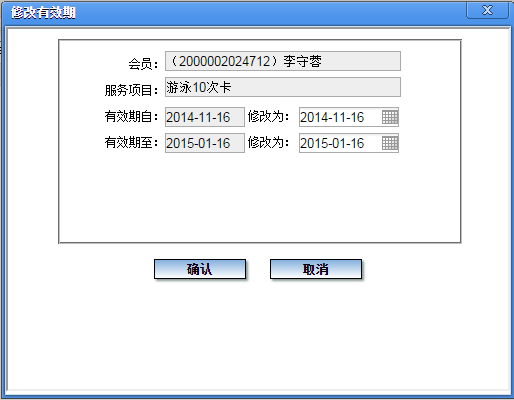 修改有效期
会员： （2000002024712）李守蓉
服务项目： 游泳10次卡
有效期自： 2014-11-16 修改为： 2014-11-16
有效期至： 2015-01-16 修改为： 2015-01-16
确认 取消